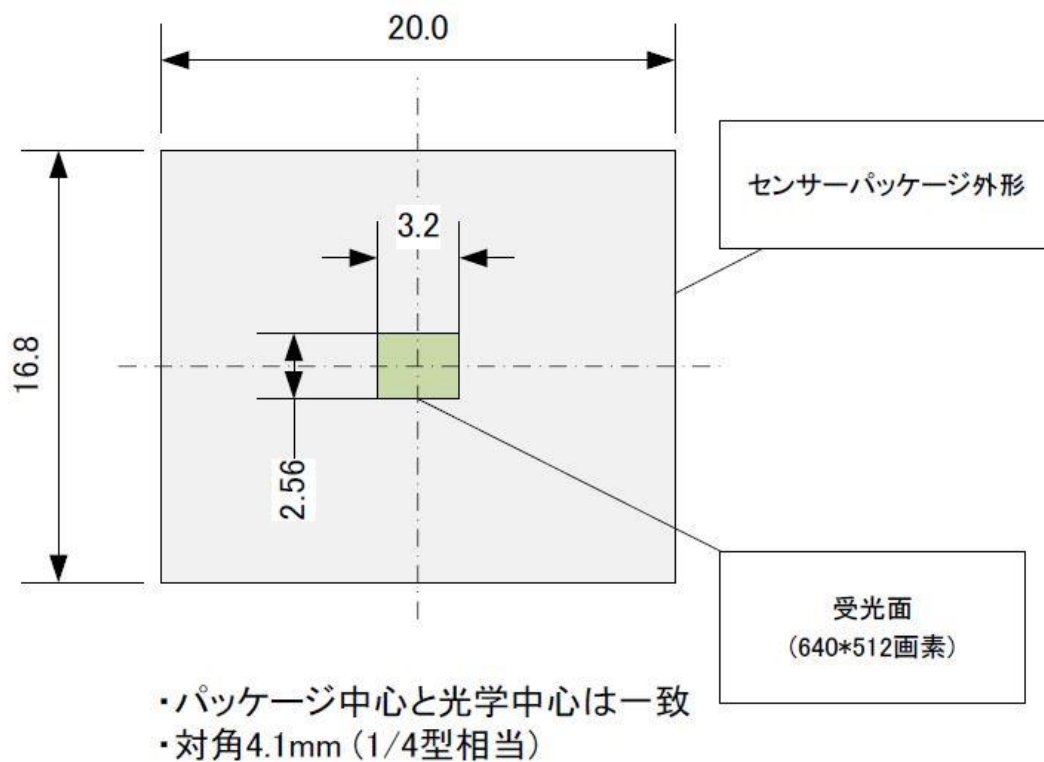 20.0
センサーパッケージ外形
3.2
16.8
2.56
受光面
(640*512画素)
・パッケージ中心と光学中心は一致
・対角4.1mm (1/4型相当)